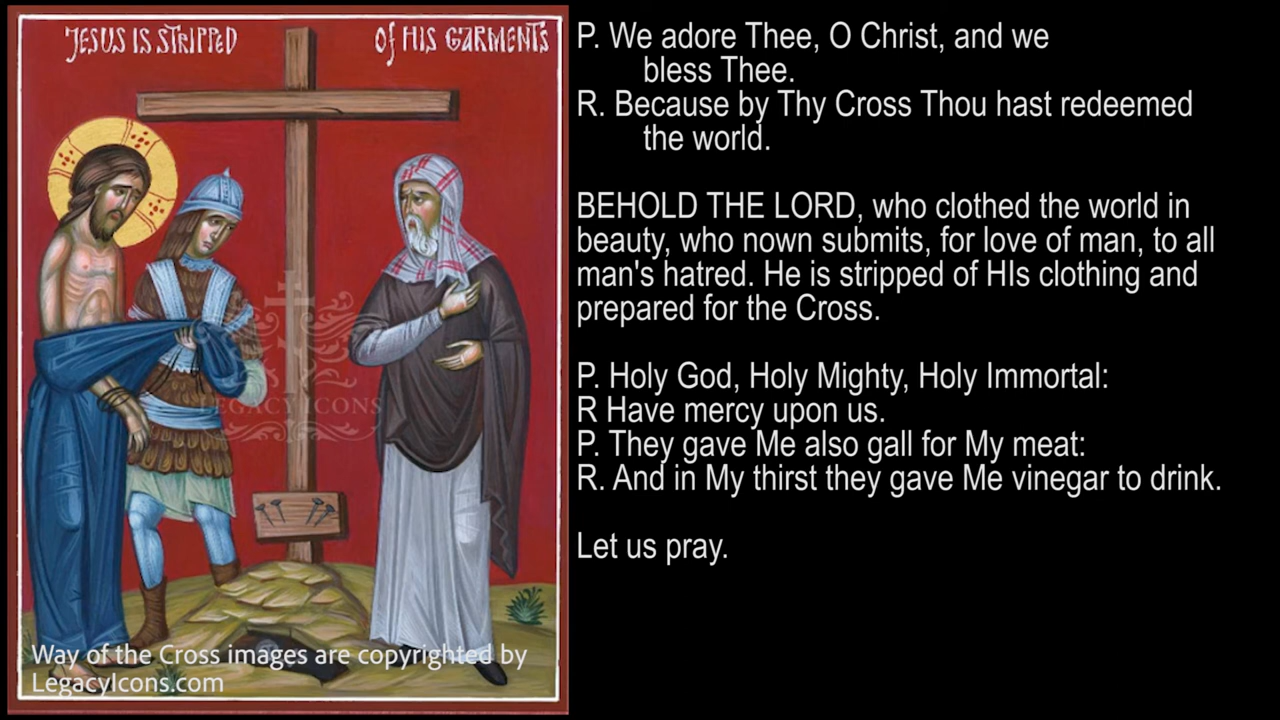 JESUS IS STRIPPED Of HIS GARMENTS
LEGACY ICONS
Way of the Cross images are copyrighted by
LegacyIcons.com
P. We adore Thee, O Christ, and we
bless Thee.
R. Because by Thy Cross Thou hast redeemed
the world.
BEHOLD THE LORD, who clothed the world in
beauty, who nown submits, for love of man, to all
man's hatred. He is stripped of HIs clothing and
prepared for the Cross.
P. Holy God, Holy Mighty, Holy Immortal:
R Have mercy upon us.
P. They gave Me also gall for My meat:
R. And in My thirst they gave Me vinegar to drink.
Let us pray.